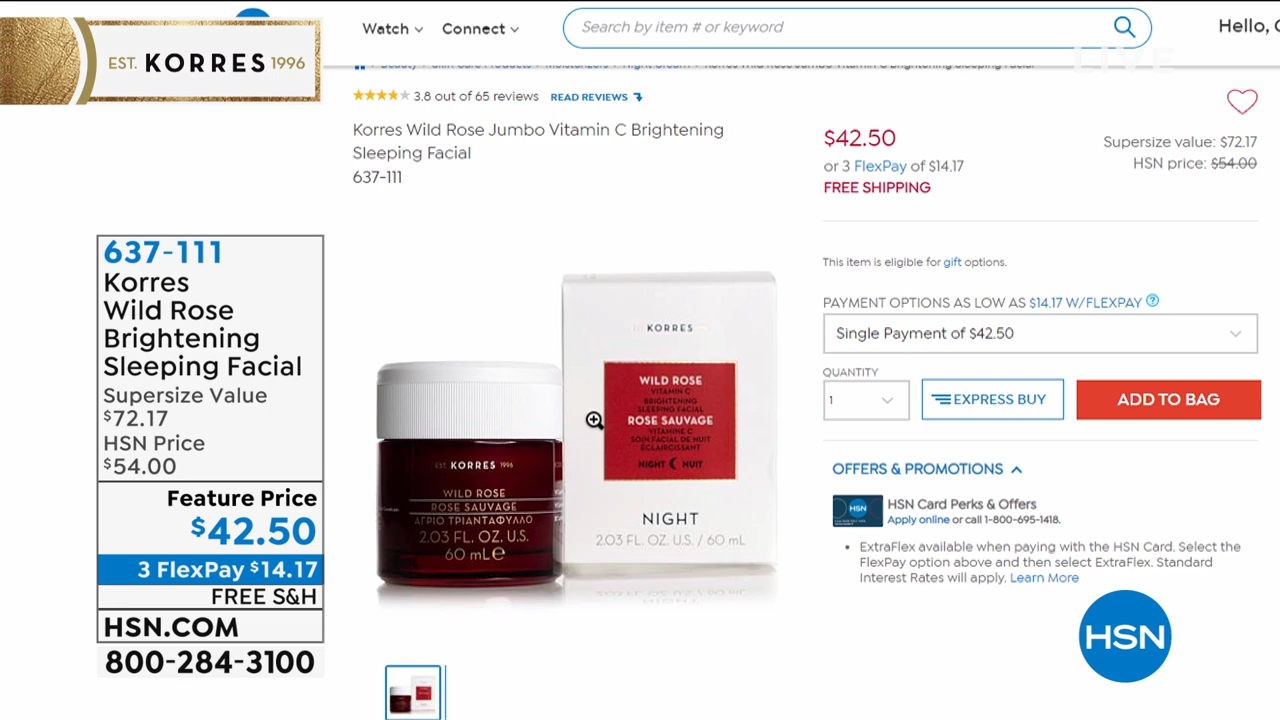 EST. KORRES 1996
Watch
Connect
Search by item # or keyword
Hello,
LIVE
3.8 out of 65 reviews
READ REVIEWS
Korres Wild Rose Jumbo Vitamin C Brightening
Sleeping Facial
637-111
$42.50
or 3 FlexPay of $14.17
FREE SHIPPING
Supersize value: $72.17
HSN price: $54.00
This item is eligible for gift options.
PAYMENT OPTIONS AS LOW AS $14.17 W/FLEXPAY ?
Single Payment of $42.50
QUANTITY
1
EXPRESS BUY
ADD TO BAG
OFFERS & PROMOTIONS
HSN
HSN Card Perks & Offers
Apply online or call 1-800-695-1418.
• ExtraFlex available when paying with the HSN Card. Select the
FlexPay option above and then select ExtraFlex. Standard
Interest Rates will apply. Learn More
HSN
637-111
Korres
Wild Rose
Brightening
Sleeping Facial
Supersize Value
$72.17
HSN Price
$54.00
Feature Price
$42.50
3 FlexPay $14.17
FREE S&H
HSN.COM
800-284-3100
EST. KORRES 1996
WILD ROSE
ROSE SAUVAGE
ΑΓΡΙΟ ΤΡΙΑΝΤΑΦΥΛΛΟ
2.03 FL. OZ. U.S.
60 mL e
KORRES
WILD ROSE
VITAMIN C
BRIGHTENING
SLEEPING FACIAL
ROSE SAUVAGE
VITAMINE C
SOIN FACIAL DE NUIT
ÉCLAIRCISSANT
NIGHT NUIT
NIGHT
2.03 FL. OZ. U.S. / 60 mL